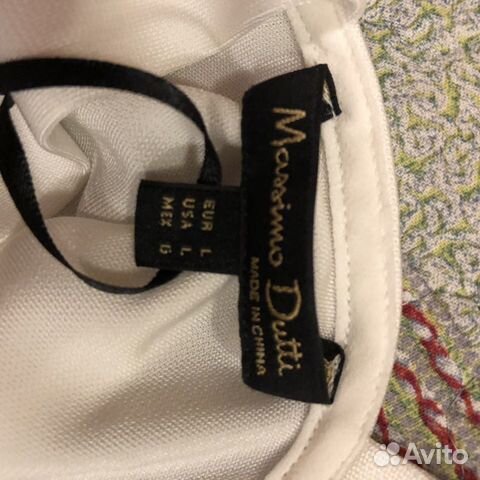 Massimo Dutti
MADE IN CHINA
EUR L
USA L
MEX G
Avito